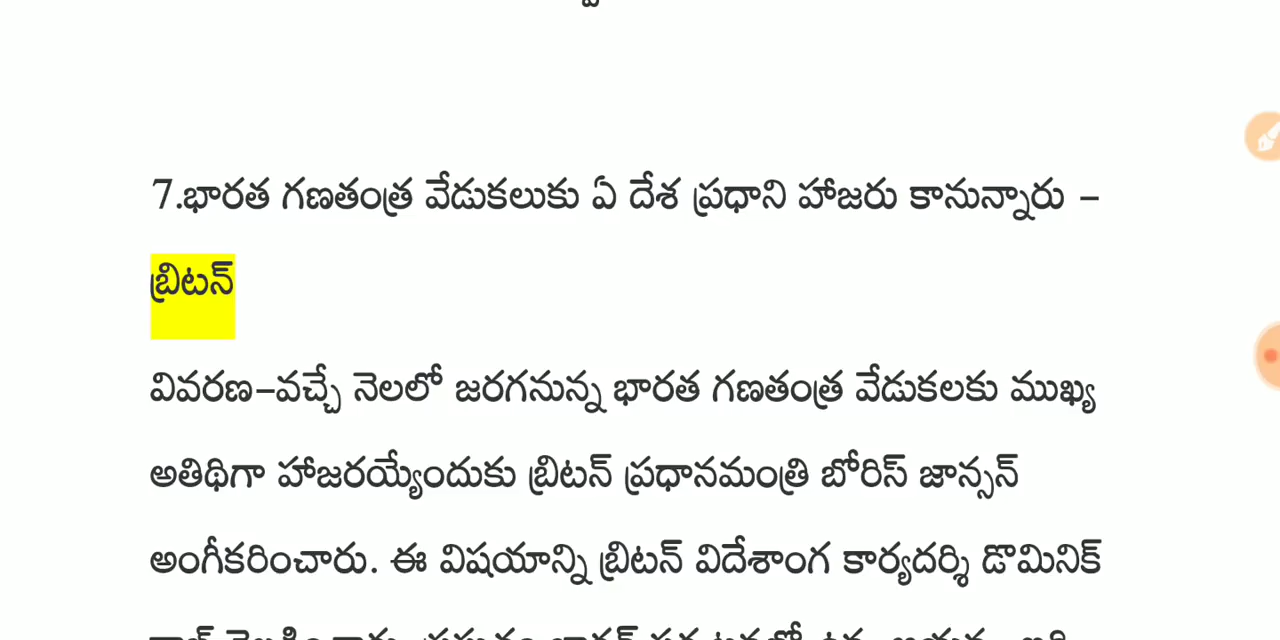 7.భారత గణతంత్ర వేడుకలుకు ఏ దేశ ప్రధాని హాజరు కానున్నారు –
బ్రిటన్
వివరణ–వచ్చే నెలలో జరగనున్న భారత గణతంత్ర వేడుకలకు ముఖ్య
అతిథిగా హాజరయ్యేందుకు బ్రిటన్ ప్రధానమంత్రి బోరిస్ జాన్సన్
అంగీకరించారు. ఈ విషయాన్ని బ్రిటన్ విదేశాంగ కార్యదర్శి డొమినిక్